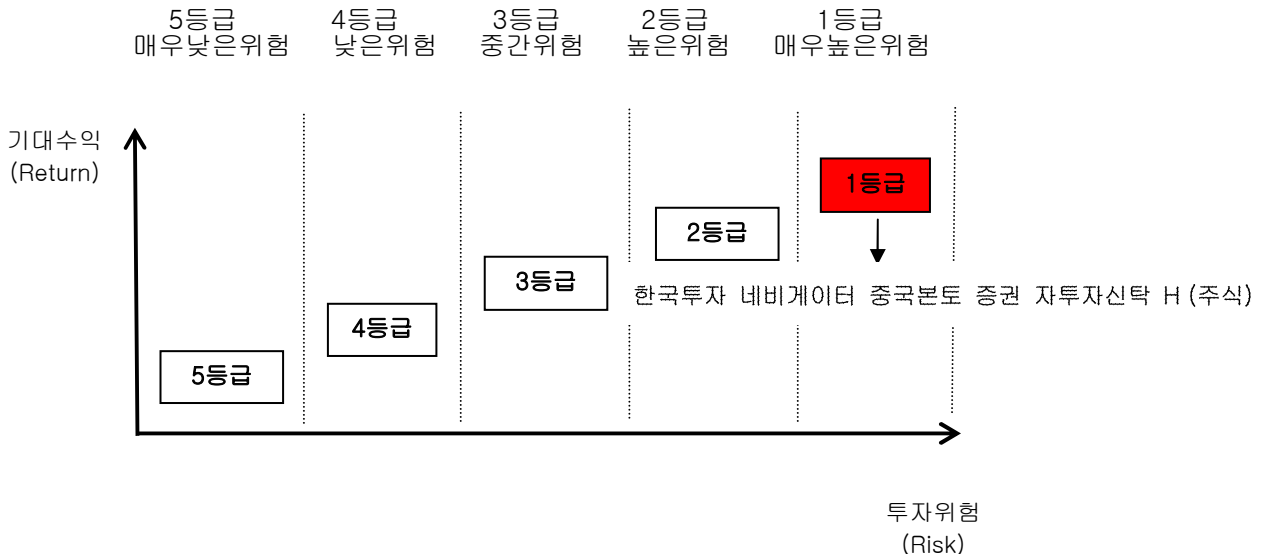 5등급 4등급 3등급 2등급 1등급
매우낮은위험 낮은위험 중간위험 높은위험 매우높은위험
기대수익
(Return)
1등급
2등급
3등급
한국투자 네비게이터 중국본토 증권 자투자신탁 H (주식)
4등급
5등급
투자위험
(Risk)